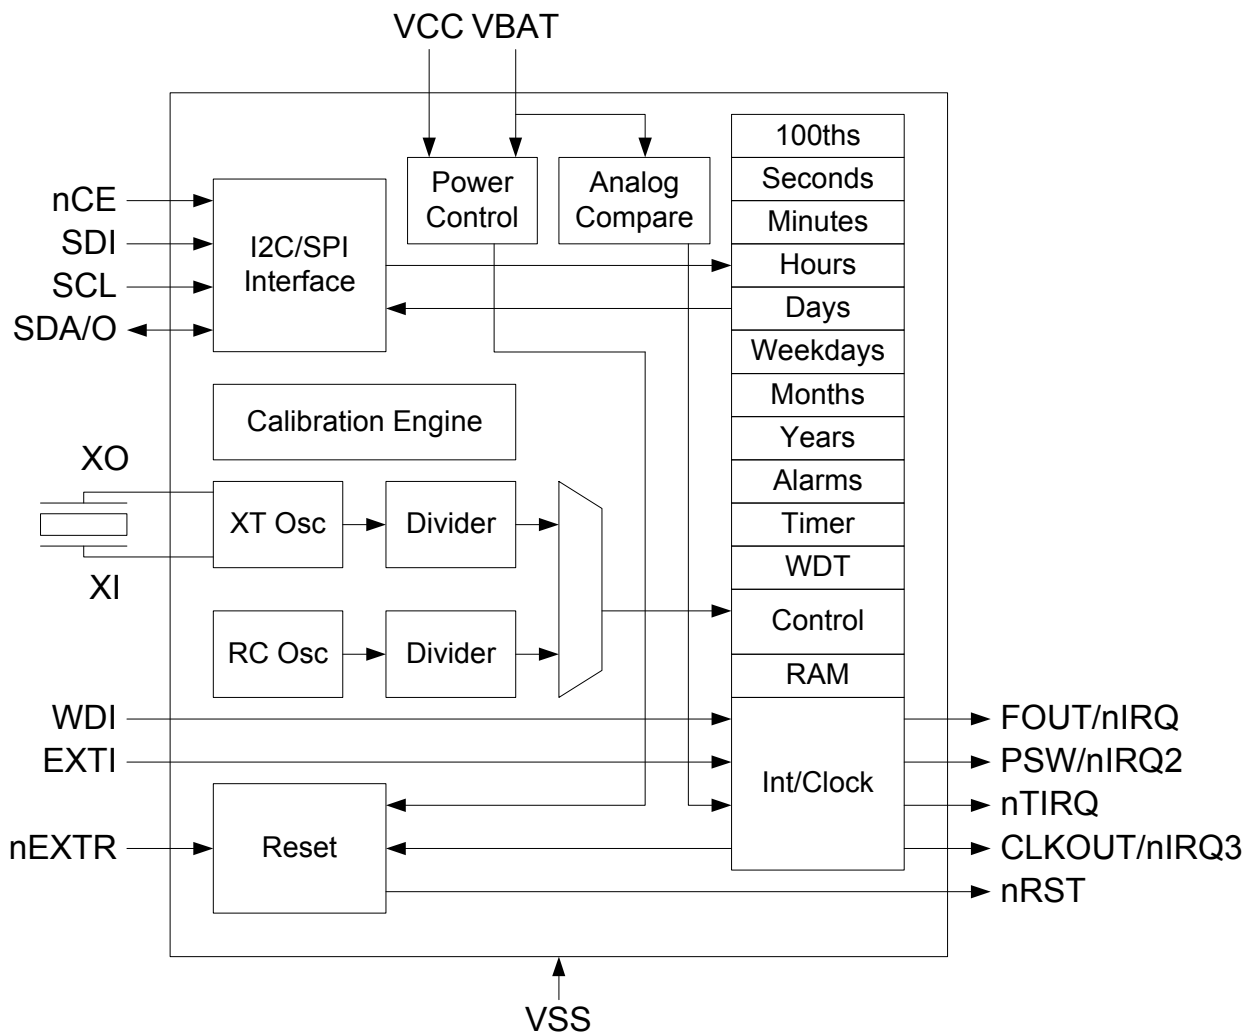 VCC VBAT
100ths
Seconds
Minutes
Hours
Days
Weekdays
Months
Years
Alarms
Timer
WDT
Control
RAM
Int/Clock
Power
Control
Analog
Compare
nCE
SDI
SCL
SDA/O
I2C/SPI
Interface
Calibration Engine
XO
XI
XT Osc
Divider
RC Osc
Divider
WDI
EXTI
nEXTR
Reset
FOUT/nIRQ
PSW/nIRQ2
nTIRQ
CLKOUT/nIRQ3
nRST
VSS